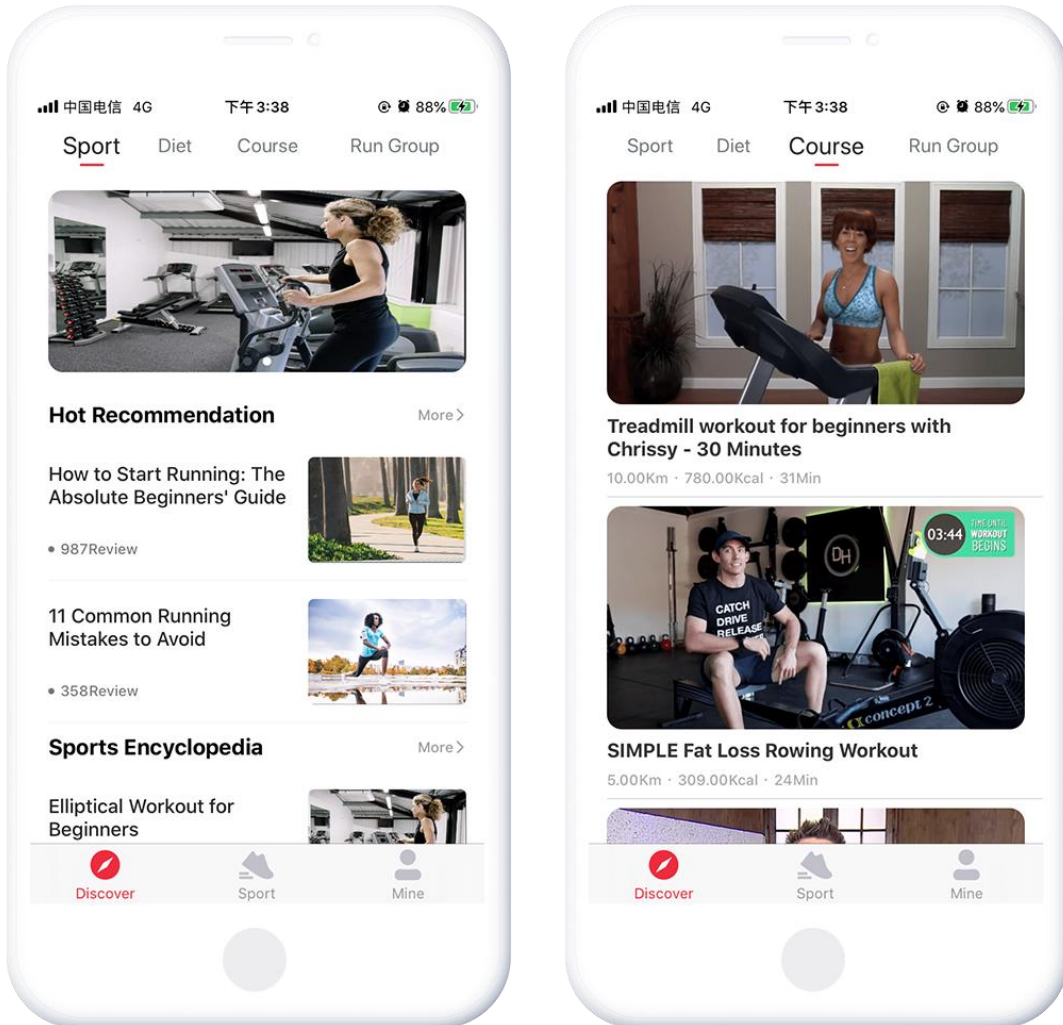 中国电信 4G 下午3:38 88%
Sport Diet Course Run Group
Hot Recommendation More >
How to Start Running: The
Absolute Beginners' Guide
• 987Review
11 Common Running
Mistakes to Avoid
• 358Review
Sports Encyclopedia More >
Elliptical Workout for
Beginners
Discover Sport Mine
中国电信 4G 下午3:38 88%
Sport Diet Course Run Group
Treadmill workout for beginners with
Chrissy - 30 Minutes
10.00Km · 780.00Kcal · 31Min
03:44
TIME UNTIL
WORKOUT
BEGINS
DH
CATCH
DRIVE
RELEASE
concept 2
SIMPLE Fat Loss Rowing Workout
5.00Km · 309.00Kcal · 24Min
Discover Sport Mine